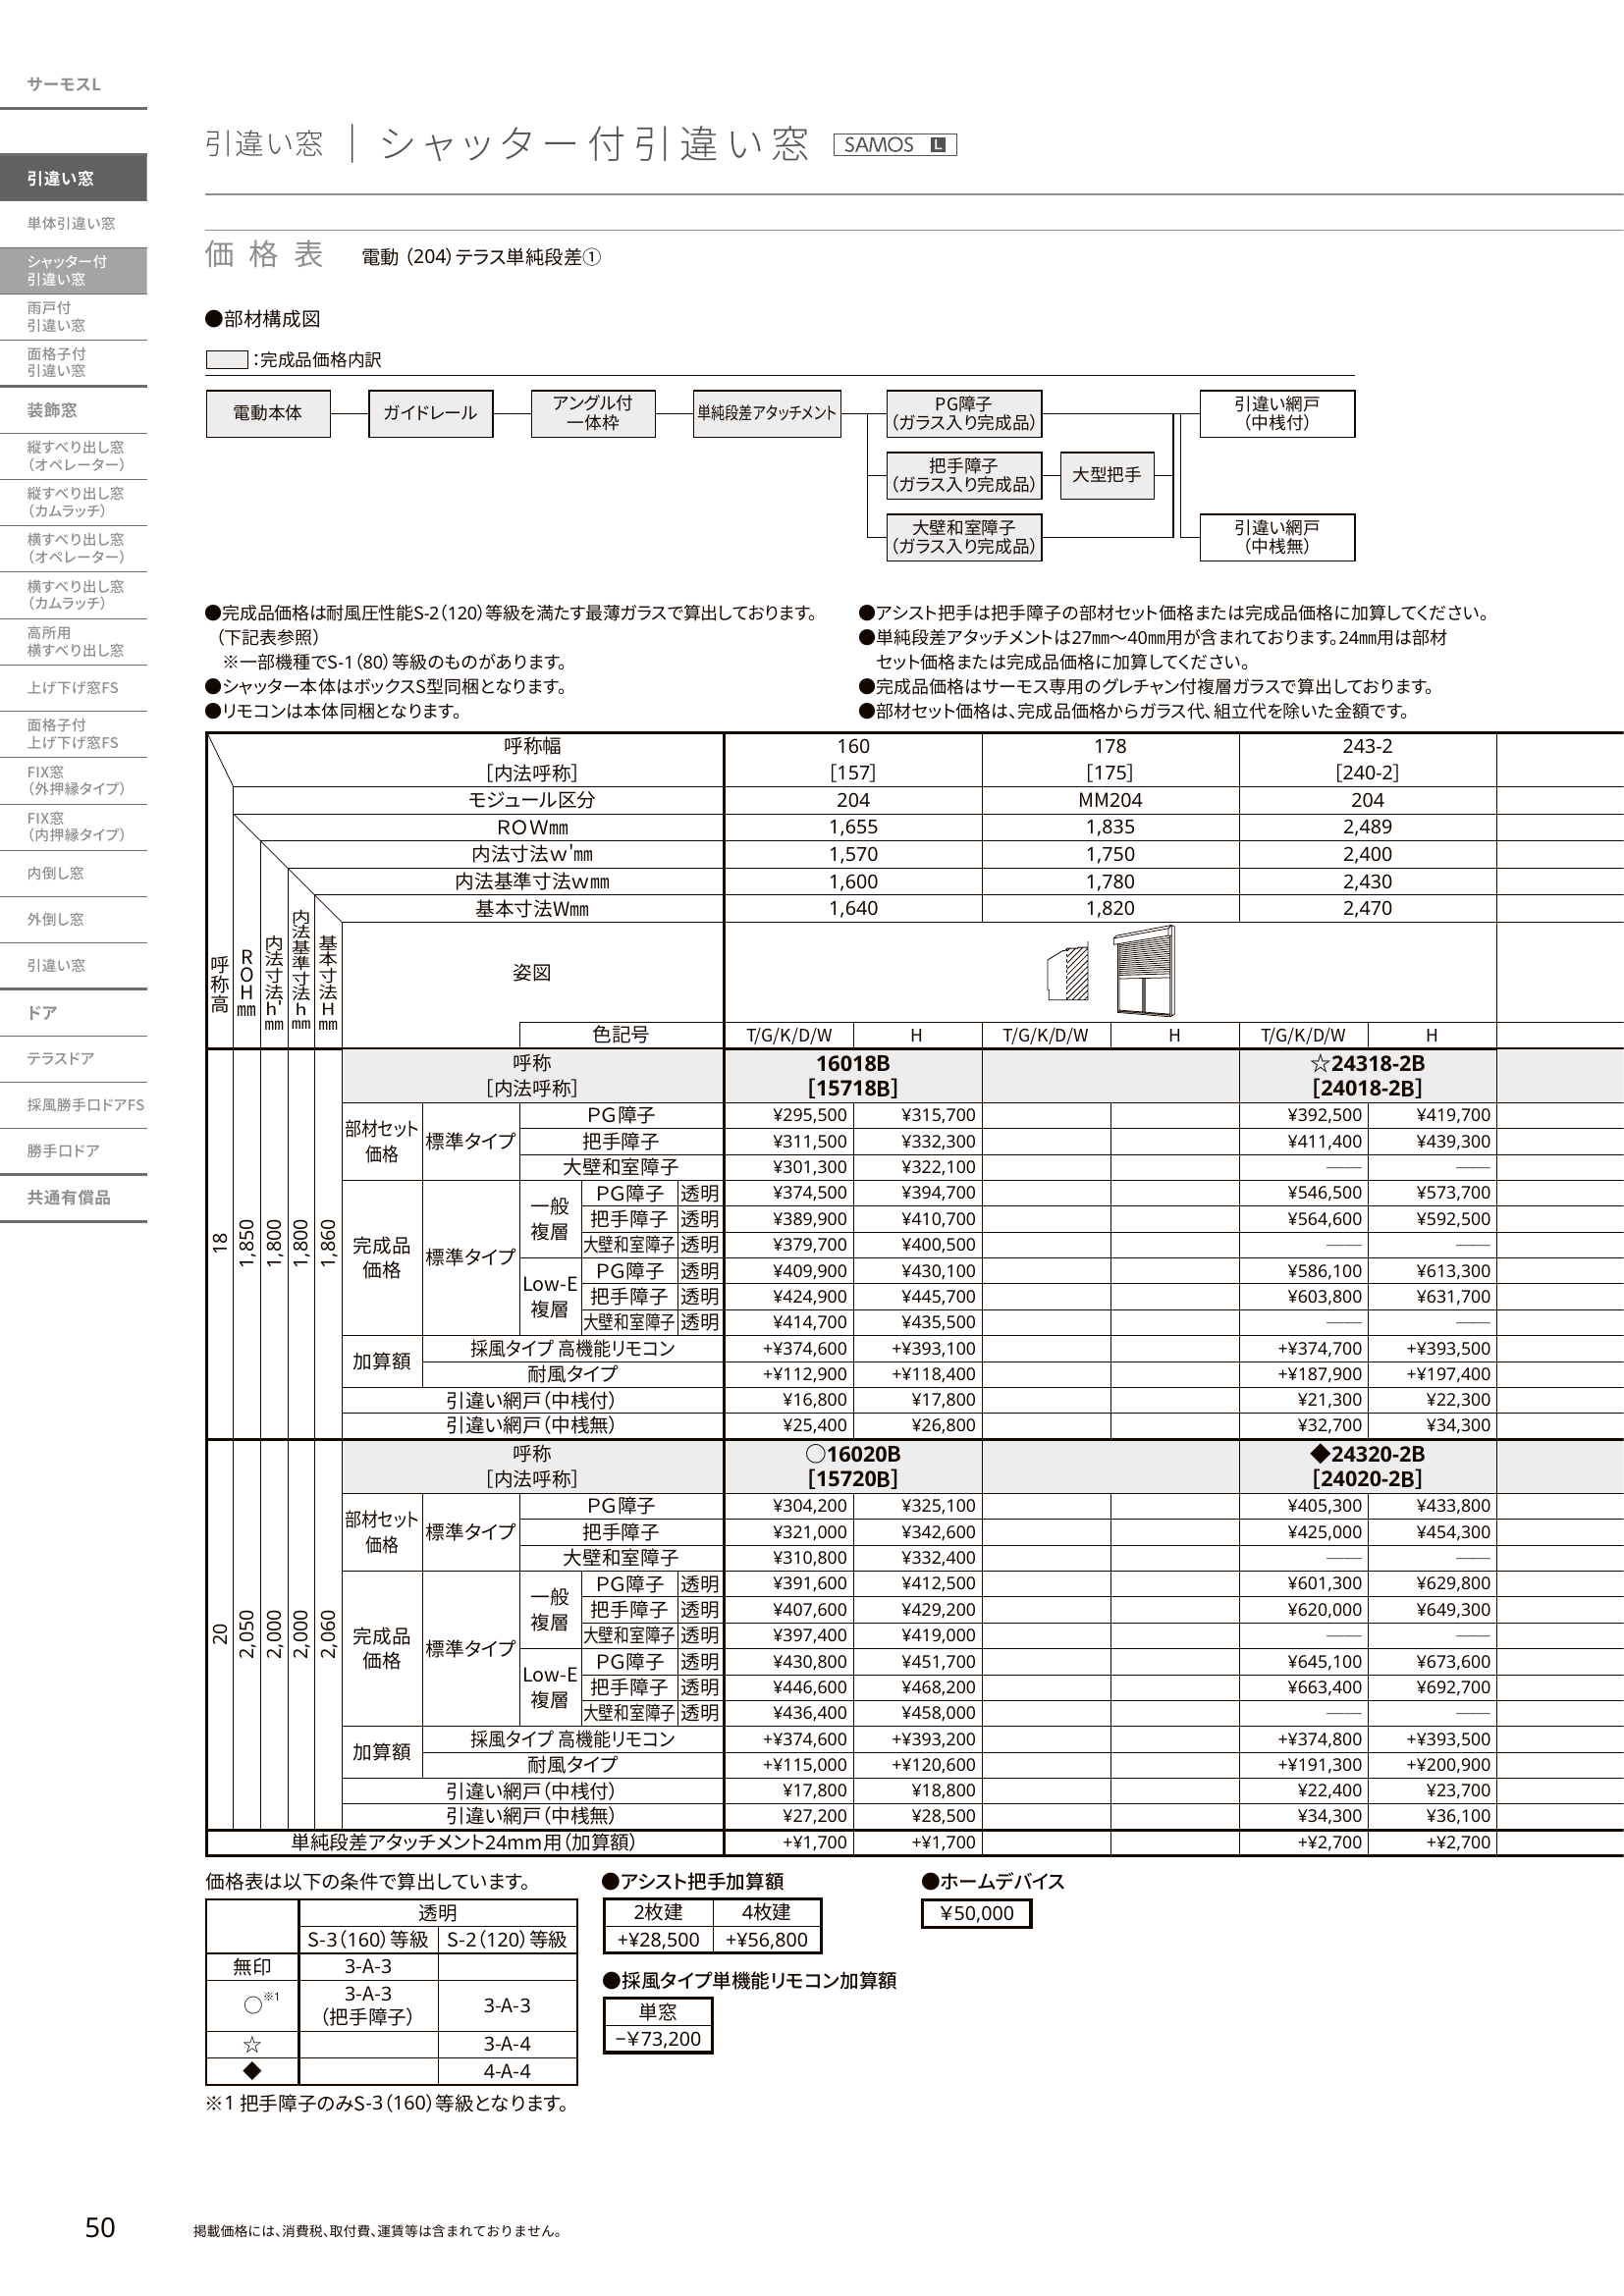 サーモスL
引違い窓
単体引違い窓
シャッター付
引違い窓
雨戸付
引違い窓
面格子付
引違い窓
装飾窓
縦すべり出し窓
（オペレーター）
縦すべり出し窓
（カムラッチ）
横すべり出し窓
（オペレーター）
横すべり出し窓
（カムラッチ）
高所用
横すべり出し窓
上げ下げ窓FS
面格子付
上げ下げ窓FS
FIX窓
（外押縁タイプ）
FIX窓
（内押縁タイプ）
内倒し窓
外倒し窓
引違い窓
ドア
テラスドア
採風勝手口ドアFS
勝手口ドア
共通有償品
引違い窓｜シャッター付引違い窓 SAMOS L
価格表 電動（204）テラス単純段差①
●部材構成図
：完成品価格内訳
電動本体 ガイドレール アングル付一体枠 単純段差アタッチメント PG障子（ガラス入り完成品） 引違い網戸（中桟付）
把手障子（ガラス入り完成品） 大型把手
大壁和室障子（ガラス入り完成品） 引違い網戸（中桟無）
●完成品価格は耐風圧性能S-2（120）等級を満たす最薄ガラスで算出しております。
（下記表参照）
※一部機種でS-1（80）等級のものがあります。
●シャッター本体はボックスS型同梱となります。
●リモコンは本体同梱となります。
●アシスト把手は把手障子の部材セット価格または完成品価格に加算してください。
●単純段差アタッチメントは27㎜〜40㎜用が含まれております。24㎜用は部材
セット価格または完成品価格に加算してください。
●完成品価格はサーモス専用のグレチャン付複層ガラスで算出しております。
●部材セット価格は、完成品価格からガラス代、組立代を除いた金額です。
呼称幅 160 178 243-2
［内法呼称］ ［157］ ［175］ ［240-2］
モジュール区分 204 MM204 204
ROW㎜ 1,655 1,835 2,489
内法寸法w'㎜ 1,570 1,750 2,400
内法基準寸法w㎜ 1,600 1,780 2,430
基本寸法W㎜ 1,640 1,820 2,470
呼称高 ROH㎜ 内法寸法h'㎜ 内法基準寸法h㎜ 基本寸法H㎜
姿図
色記号 T/G/K/D/W H T/G/K/D/W H T/G/K/D/W H
18 1,850 1,800 1,800 1,860
呼称 16018B ☆24318-2B
［内法呼称］ ［15718B］ ［24018-2B］
部材セット価格 標準タイプ
PG障子 ¥295,500 ¥315,700 ¥392,500 ¥419,700
把手障子 ¥311,500 ¥332,300 ¥411,400 ¥439,300
大壁和室障子 ¥301,300 ¥322,100 —— ——
完成品価格 標準タイプ
一般複層
PG障子 透明 ¥374,500 ¥394,700 ¥546,500 ¥573,700
把手障子 透明 ¥389,900 ¥410,700 ¥564,600 ¥592,500
大壁和室障子 透明 ¥379,700 ¥400,500 —— ——
Low-E複層
PG障子 透明 ¥409,900 ¥430,100 ¥586,100 ¥613,300
把手障子 透明 ¥424,900 ¥445,700 ¥603,800 ¥631,700
大壁和室障子 透明 ¥414,700 ¥435,500 —— ——
加算額
採風タイプ 高機能リモコン +¥374,600 +¥393,100 +¥374,700 +¥393,500
耐風タイプ +¥112,900 +¥118,400 +¥187,900 +¥197,400
引違い網戸（中桟付） ¥16,800 ¥17,800 ¥21,300 ¥22,300
引違い網戸（中桟無） ¥25,400 ¥26,800 ¥32,700 ¥34,300
20 2,050 2,000 2,000 2,060
呼称 ○16020B ◆24320-2B
［内法呼称］ ［15720B］ ［24020-2B］
部材セット価格 標準タイプ
PG障子 ¥304,200 ¥325,100 ¥405,300 ¥433,800
把手障子 ¥321,000 ¥342,600 ¥425,000 ¥454,300
大壁和室障子 ¥310,800 ¥332,400 —— ——
完成品価格 標準タイプ
一般複層
PG障子 透明 ¥391,600 ¥412,500 ¥601,300 ¥629,800
把手障子 透明 ¥407,600 ¥429,200 ¥620,000 ¥649,300
大壁和室障子 透明 ¥397,400 ¥419,000 —— ——
Low-E複層
PG障子 透明 ¥430,800 ¥451,700 ¥645,100 ¥673,600
把手障子 透明 ¥446,600 ¥468,200 ¥663,400 ¥692,700
大壁和室障子 透明 ¥436,400 ¥458,000 —— ——
加算額
採風タイプ 高機能リモコン +¥374,600 +¥393,200 +¥374,800 +¥393,500
耐風タイプ +¥115,000 +¥120,600 +¥191,300 +¥200,900
引違い網戸（中桟付） ¥17,800 ¥18,800 ¥22,400 ¥23,700
引違い網戸（中桟無） ¥27,200 ¥28,500 ¥34,300 ¥36,100
単純段差アタッチメント24mm用（加算額） +¥1,700 +¥1,700 +¥2,700 +¥2,700
価格表は以下の条件で算出しています。
透明
S-3（160）等級 S-2（120）等級
無印 3-A-3
○※1 3-A-3（把手障子） 3-A-3
☆ 3-A-4
◆ 4-A-4
※1 把手障子のみS-3（160）等級となります。
●アシスト把手加算額
2枚建 4枚建
+¥28,500 +¥56,800
●採風タイプ単機能リモコン加算額
単窓
−¥73,200
●ホームデバイス
¥50,000
50 掲載価格には、消費税、取付費、運賃等は含まれておりません。